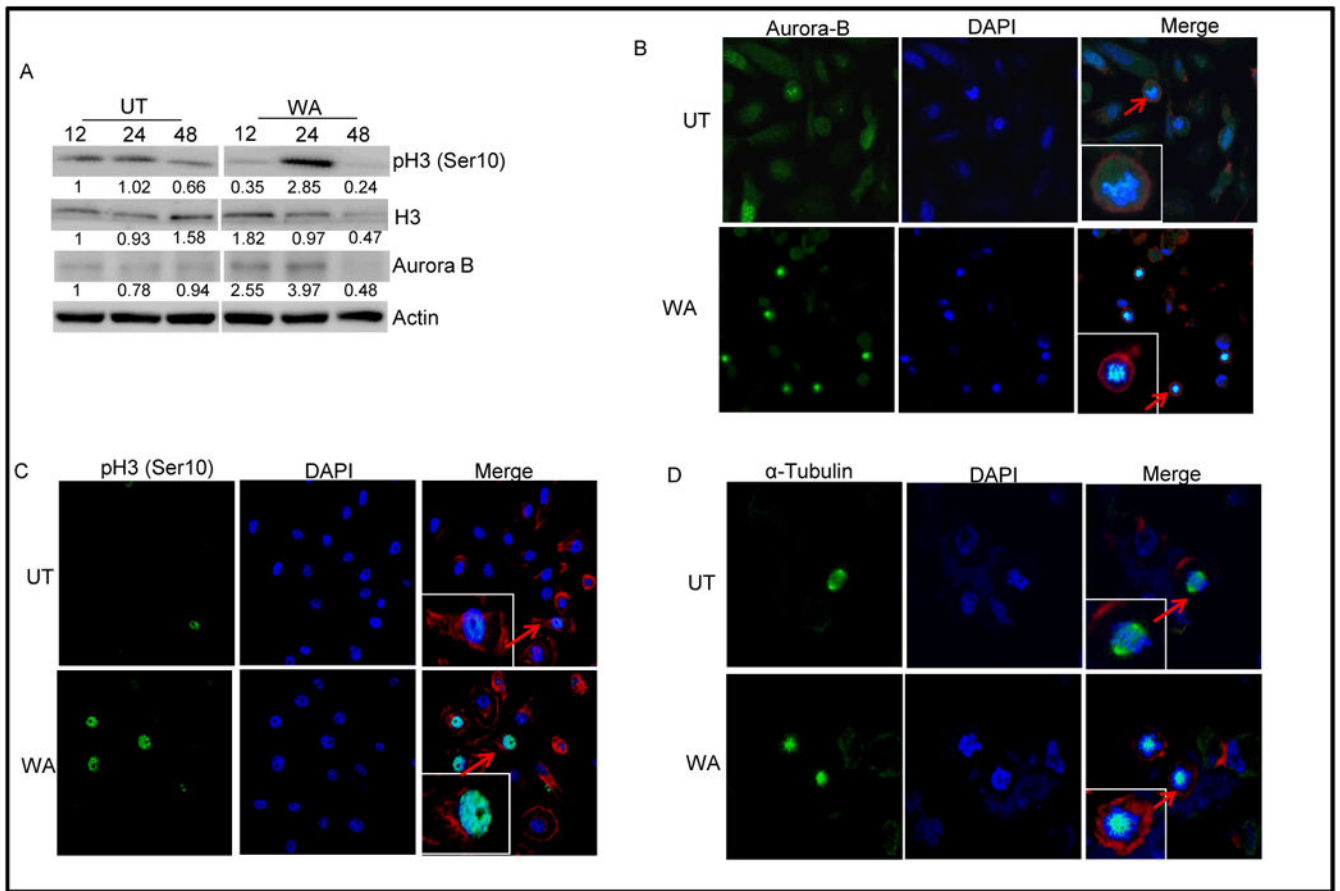 A
UT WA
12 24 48 12 24 48
pH3 (Ser10)
1 1.02 0.66 0.35 2.85 0.24
H3
1 0.93 1.58 1.82 0.97 0.47
Aurora B
1 0.78 0.94 2.55 3.97 0.48
Actin
B
Aurora-B DAPI Merge
UT
WA
C
pH3 (Ser10) DAPI Merge
UT
WA
D
α-Tubulin DAPI Merge
UT
WA